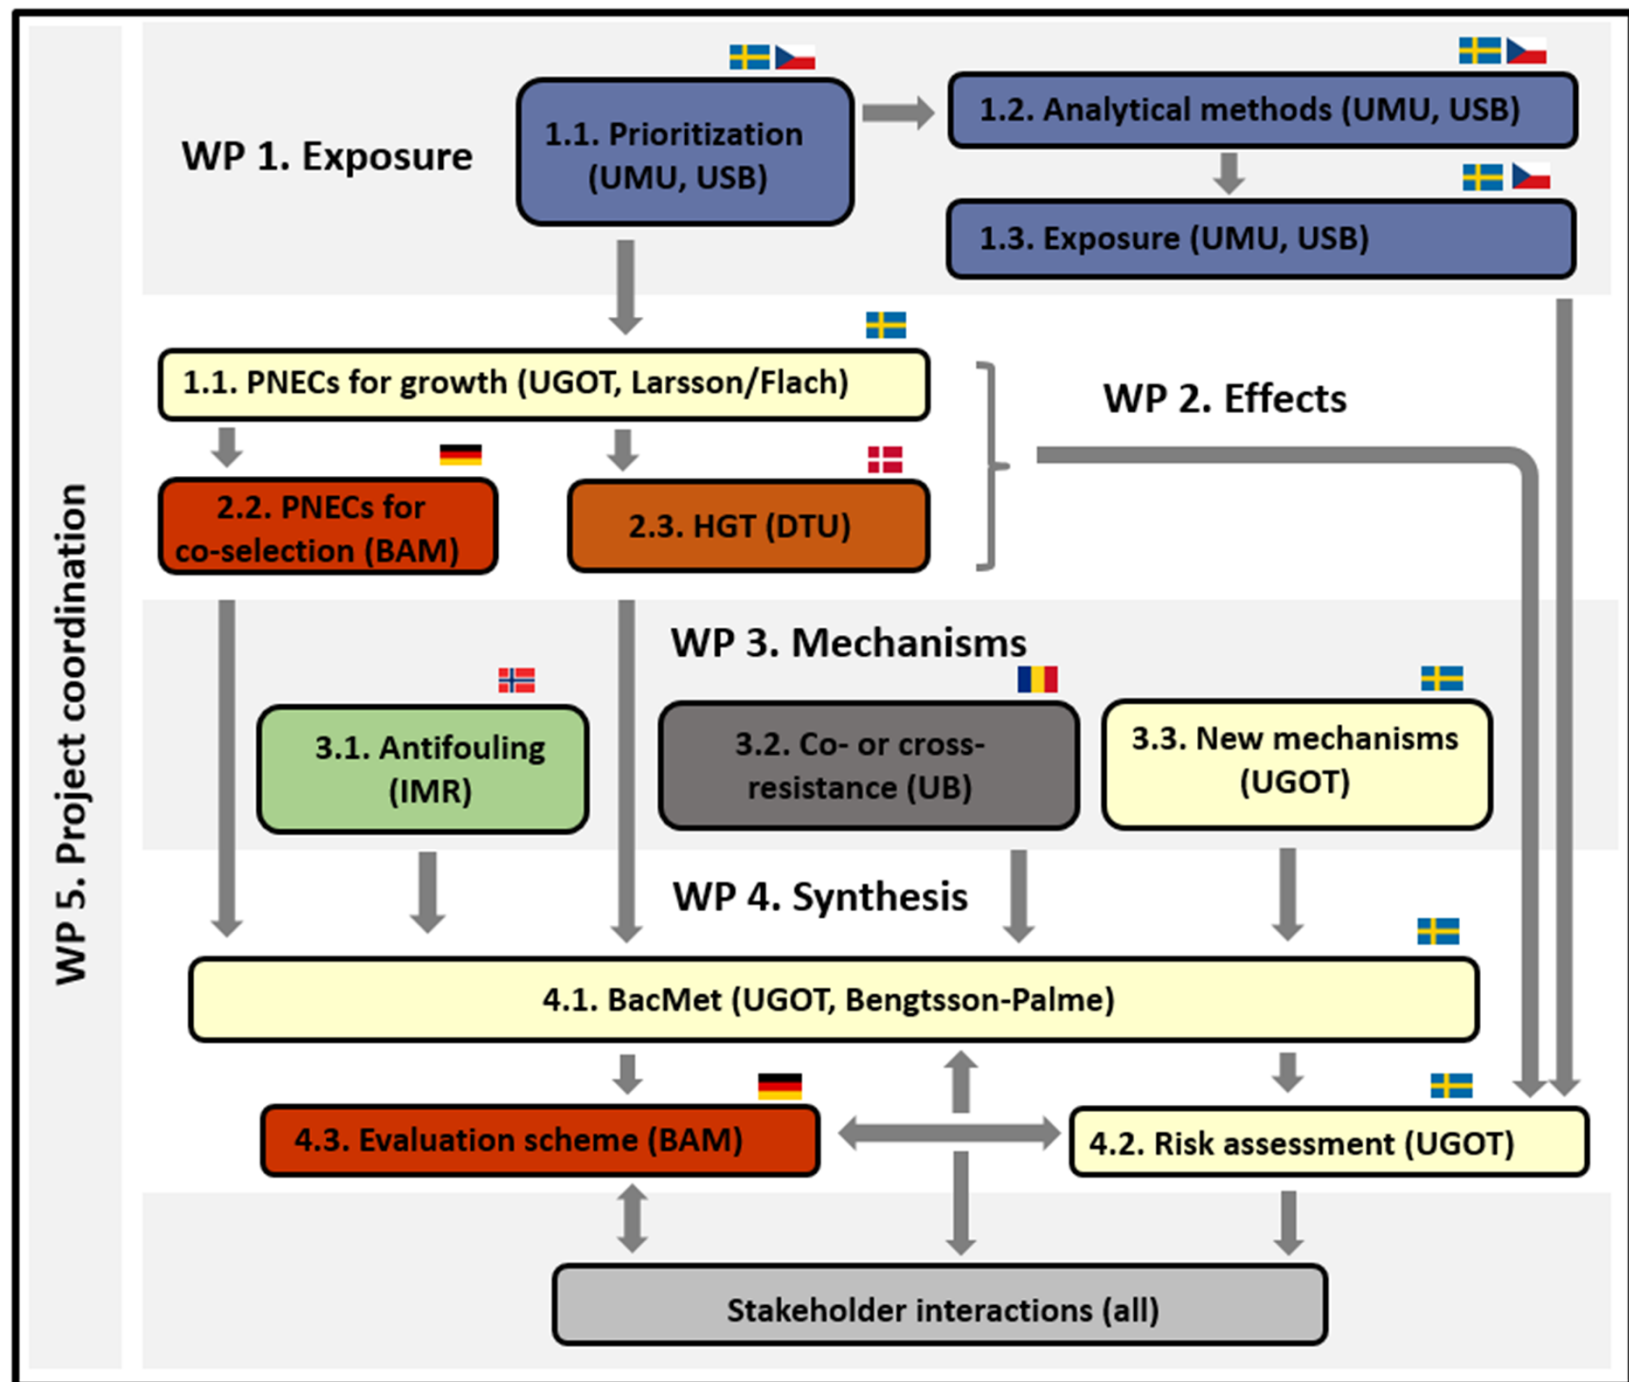 WP 5. Project coordination
WP 1. Exposure
1.1. Prioritization
(UMU, USB)
1.2. Analytical methods (UMU, USB)
1.3. Exposure (UMU, USB)
1.1. PNECs for growth (UGOT, Larsson/Flach)
WP 2. Effects
2.2. PNECs for
co-selection (BAM)
2.3. HGT (DTU)
WP 3. Mechanisms
3.1. Antifouling
(IMR)
3.2. Co- or cross-
resistance (UB)
3.3. New mechanisms
(UGOT)
WP 4. Synthesis
4.1. BacMet (UGOT, Bengtsson-Palme)
4.3. Evaluation scheme (BAM)
4.2. Risk assessment (UGOT)
Stakeholder interactions (all)